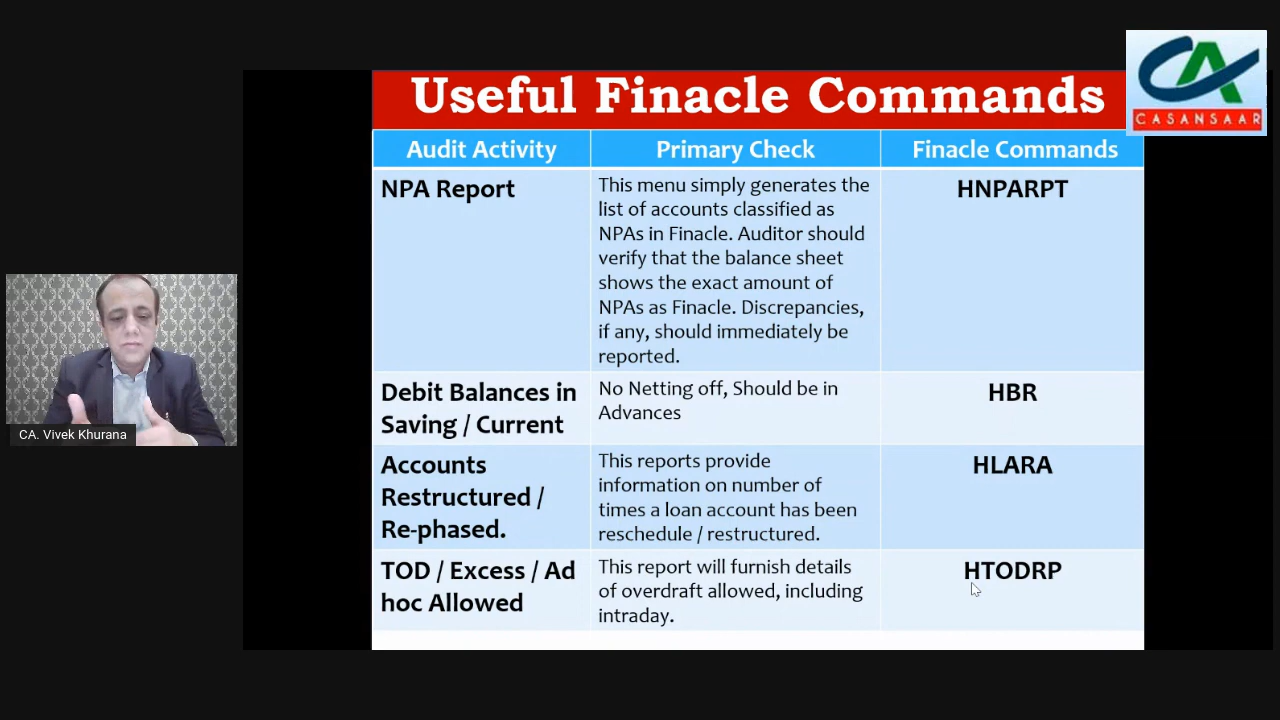 Useful Finacle Commands
CASANSAAR
Audit Activity
Primary Check
Finacle Commands
NPA Report
This menu simply generates the
list of accounts classified as
NPAs in Finacle. Auditor should
verify that the balance sheet
shows the exact amount of
NPAs as Finacle. Discrepancies,
if any, should immediately be
reported.
HNPARPT
Debit Balances in
Saving / Current
No Netting off, Should be in
Advances
HBR
Accounts
Restructured /
Re-phased.
This reports provide
information on number of
times a loan account has been
reschedule / restructured.
HLARA
TOD / Excess / Ad
hoc Allowed
This report will furnish details
of overdraft allowed, including
intraday.
HTODRP
CA. Vivek Khurana